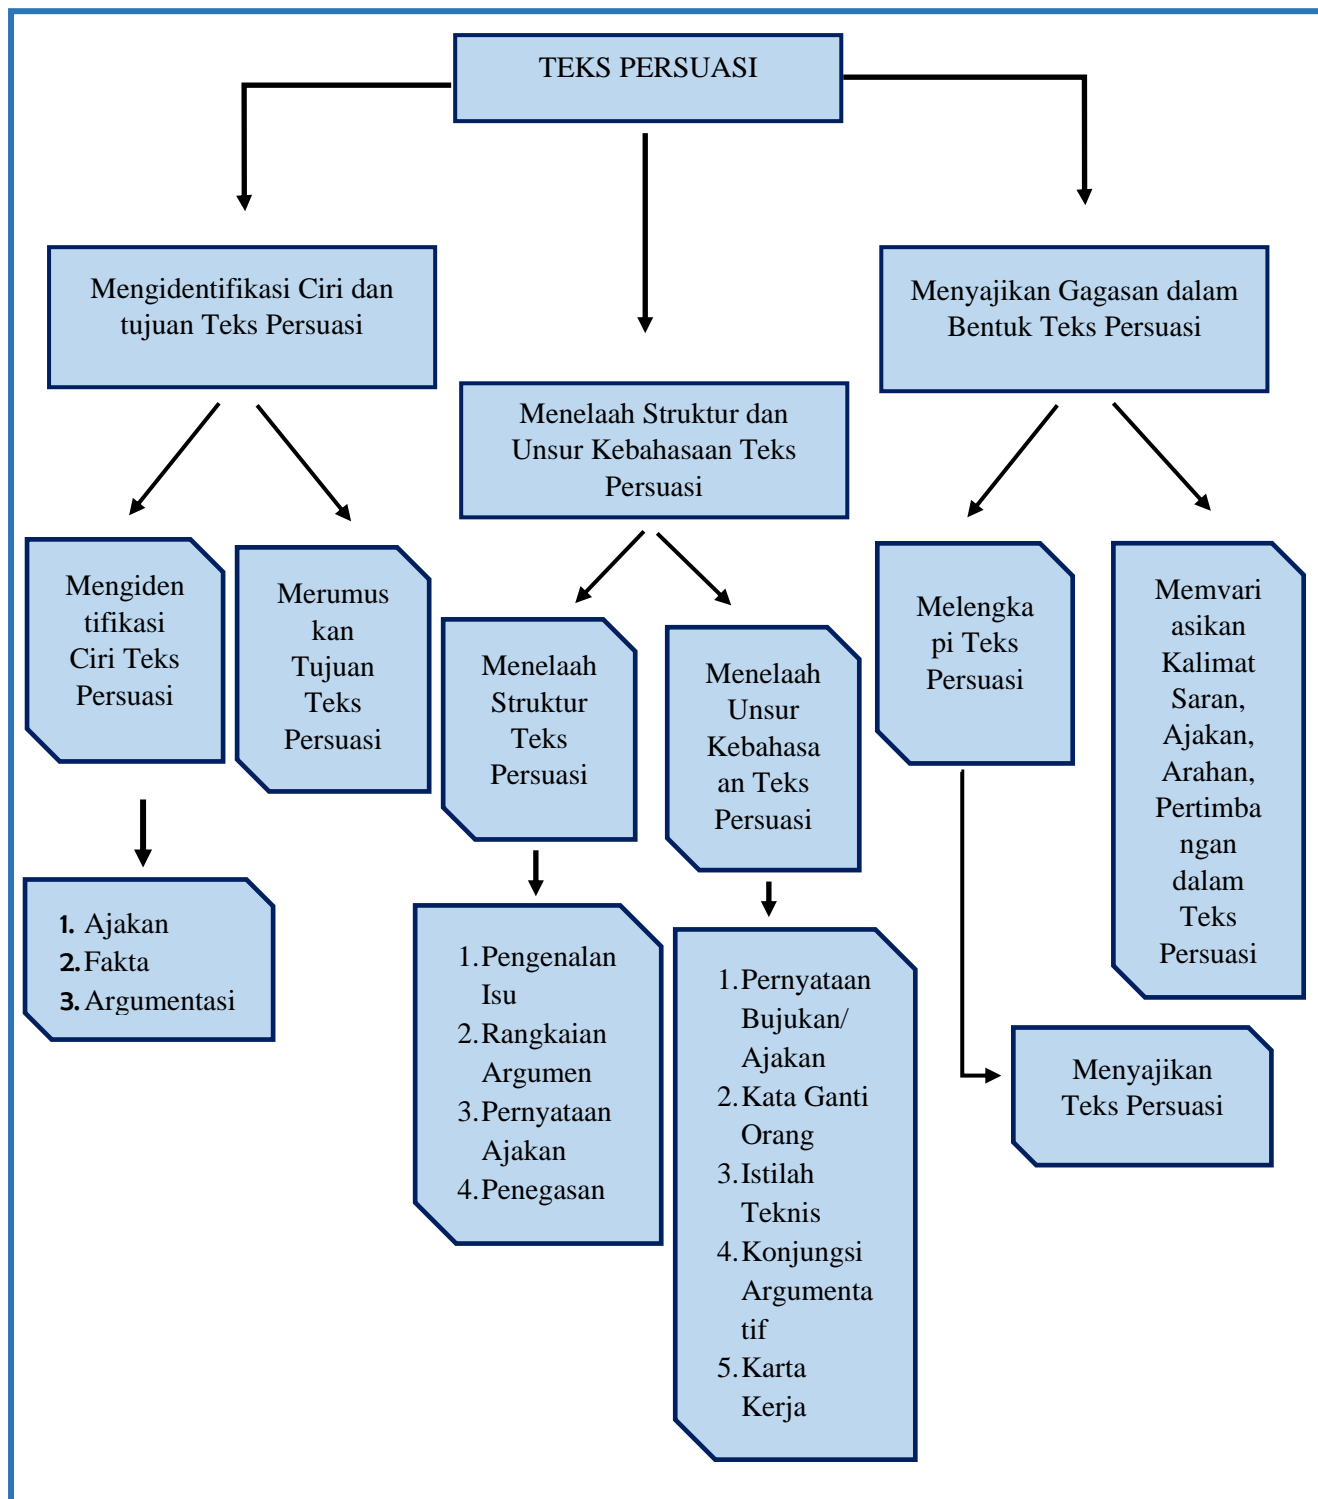 TEKS PERSUASI
Mengidentifikasi Ciri dan
tujuan Teks Persuasi
Menyajikan Gagasan dalam
Bentuk Teks Persuasi
Menelaah Struktur dan
Unsur Kebahasaan Teks
Persuasi
Mengiden
tifikasi
Ciri Teks
Persuasi
Merumus
kan
Tujuan
Teks
Persuasi
Menelaah
Struktur
Teks
Persuasi
Menelaah
Unsur
Kebahasa
an Teks
Persuasi
Melengka
pi Teks
Persuasi
Memvari
asikan
Kalimat
Saran,
Ajakan,
Arahan,
Pertimba
ngan
dalam
Teks
Persuasi
1. Ajakan
2. Fakta
3. Argumentasi
1. Pengenalan
Isu
2. Rangkaian
Argumen
3. Pernyataan
Ajakan
4. Penegasan
1. Pernyataan
Bujukan/
Ajakan
2. Kata Ganti
Orang
3. Istilah
Teknis
4. Konjungsi
Argumenta
tif
5. Karta
Kerja
Menyajikan
Teks Persuasi